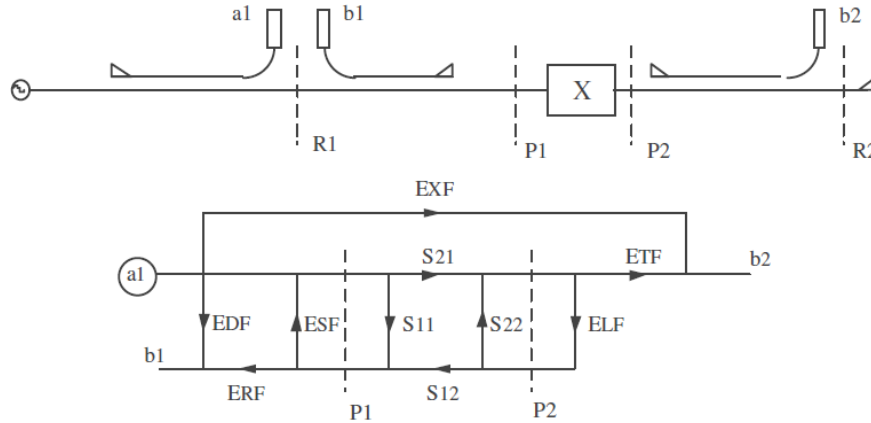 a1 b1 b2
X
R1 P1 P2 R2
EXF
a1 S21 ETF b2
EDF ESF S11 S22 ELF
b1
ERF P1 S12 P2